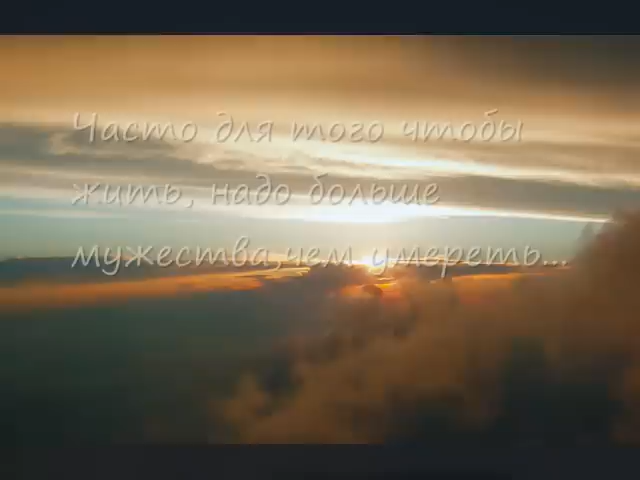 Часто для того чтобы
жить, надо больше
мужества,чем умереть...